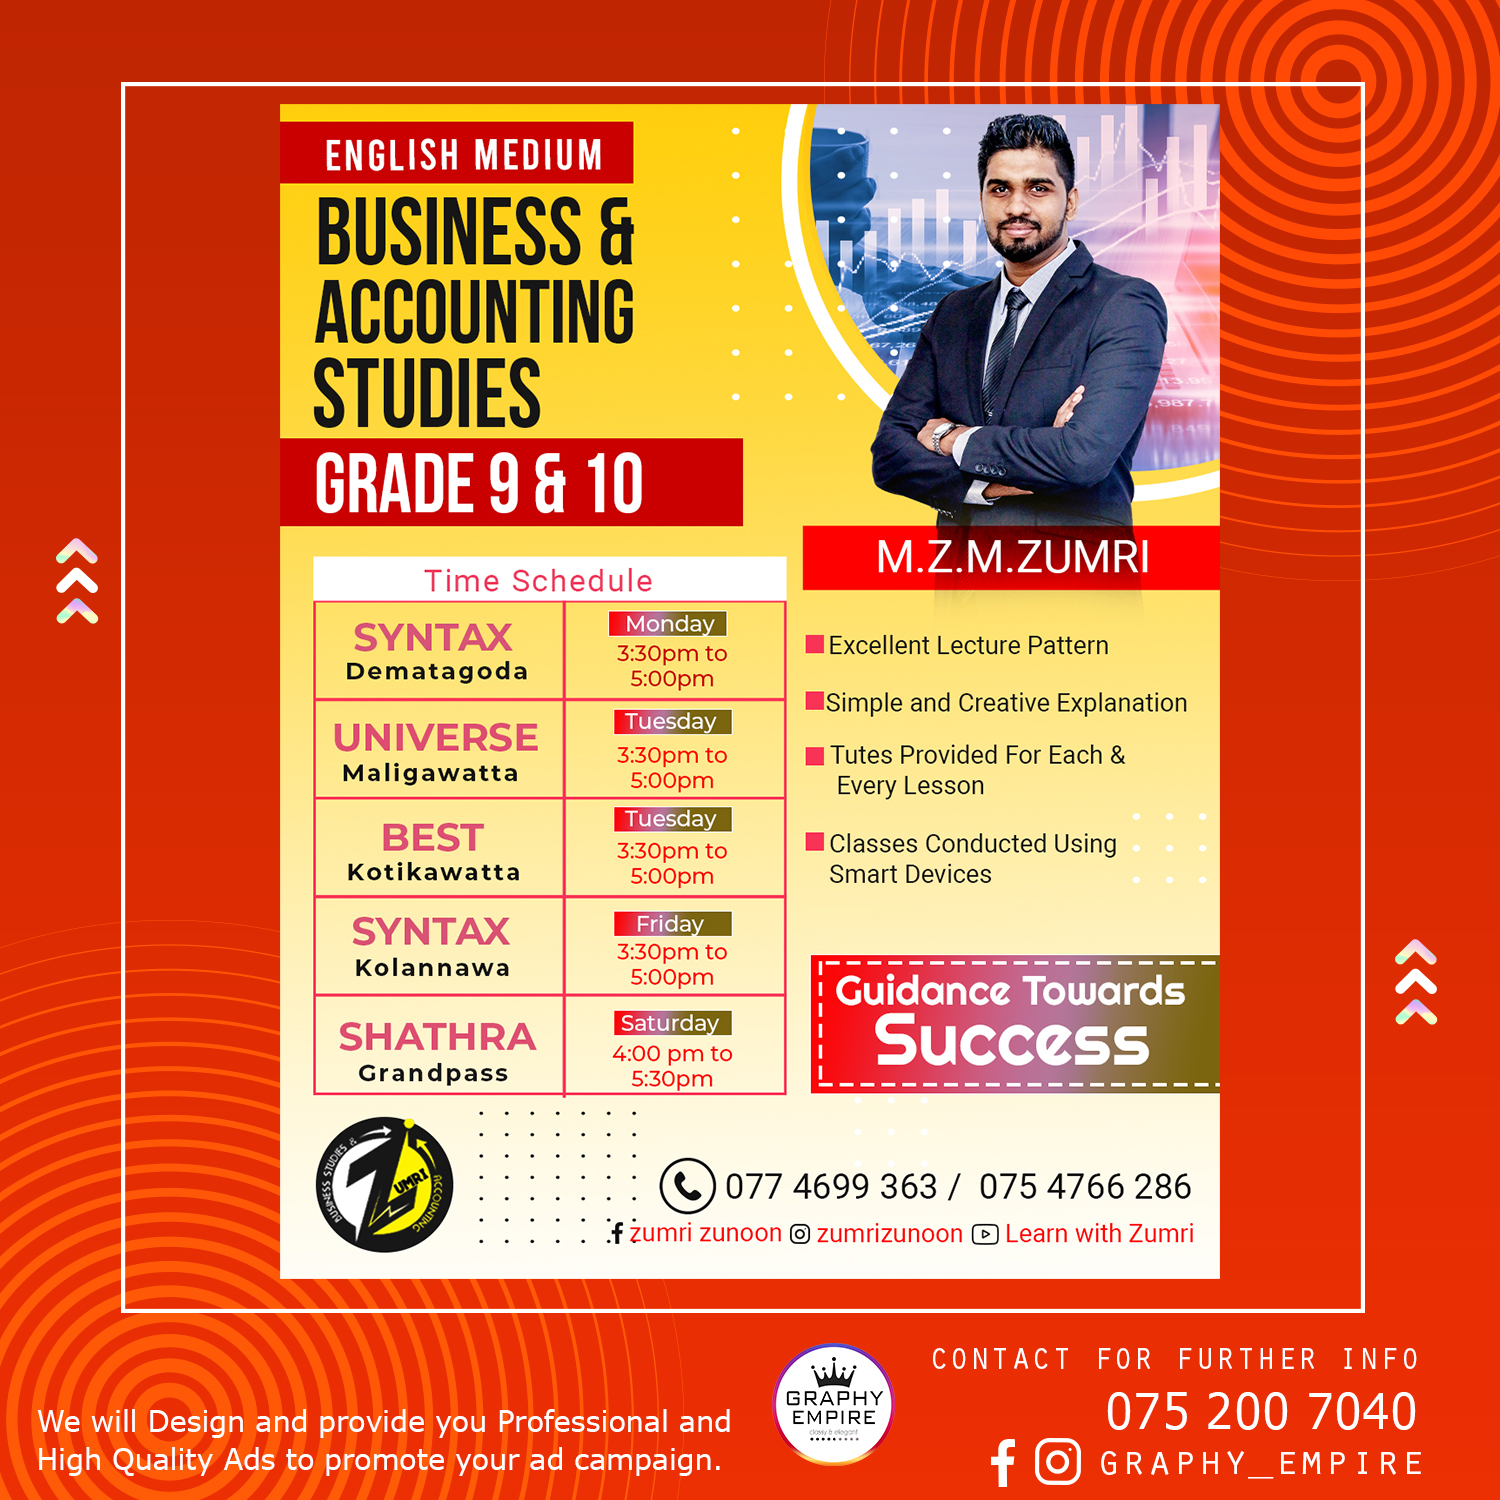 ENGLISH MEDIUM
BUSINESS &
ACCOUNTING
STUDIES
GRADE 9 & 10
M.Z.M.ZUMRI
Time Schedule
SYNTAX
Dematagoda
Monday
3:30pm to
5:00pm
UNIVERSE
Maligawatta
Tuesday
3:30pm to
5:00pm
BEST
Kotikawatta
Tuesday
3:30pm to
5:00pm
SYNTAX
Kolannawa
Friday
3:30pm to
5:00pm
SHATHRA
Grandpass
Saturday
4:00 pm to
5:30pm
Excellent Lecture Pattern
Simple and Creative Explanation
Tutes Provided For Each &
Every Lesson
Classes Conducted Using
Smart Devices
Guidance Towards
Success
BUSINESS STUDIES &
ZUMRI
ACCOUNTING
077 4699 363 / 075 4766 286
zumri zunoon zumrizunoon Learn with Zumri
We will Design and provide you Professional and
High Quality Ads to promote your ad campaign.
GRAPHY
EMPIRE
classy & elegant
CONTACT FOR FURTHER INFO
075 200 7040
GRAPHY_EMPIRE